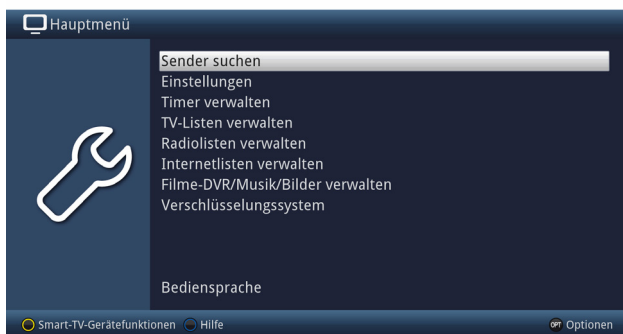 Hauptmenü
Sender suchen
Einstellungen
Timer verwalten
TV-Listen verwalten
Radiolisten verwalten
Internetlisten verwalten
Filme-DVR/Musik/Bilder verwalten
Verschlüsselungssystem
Bediensprache
Smart-TV-Gerätefunktionen Hilfe OPT Optionen